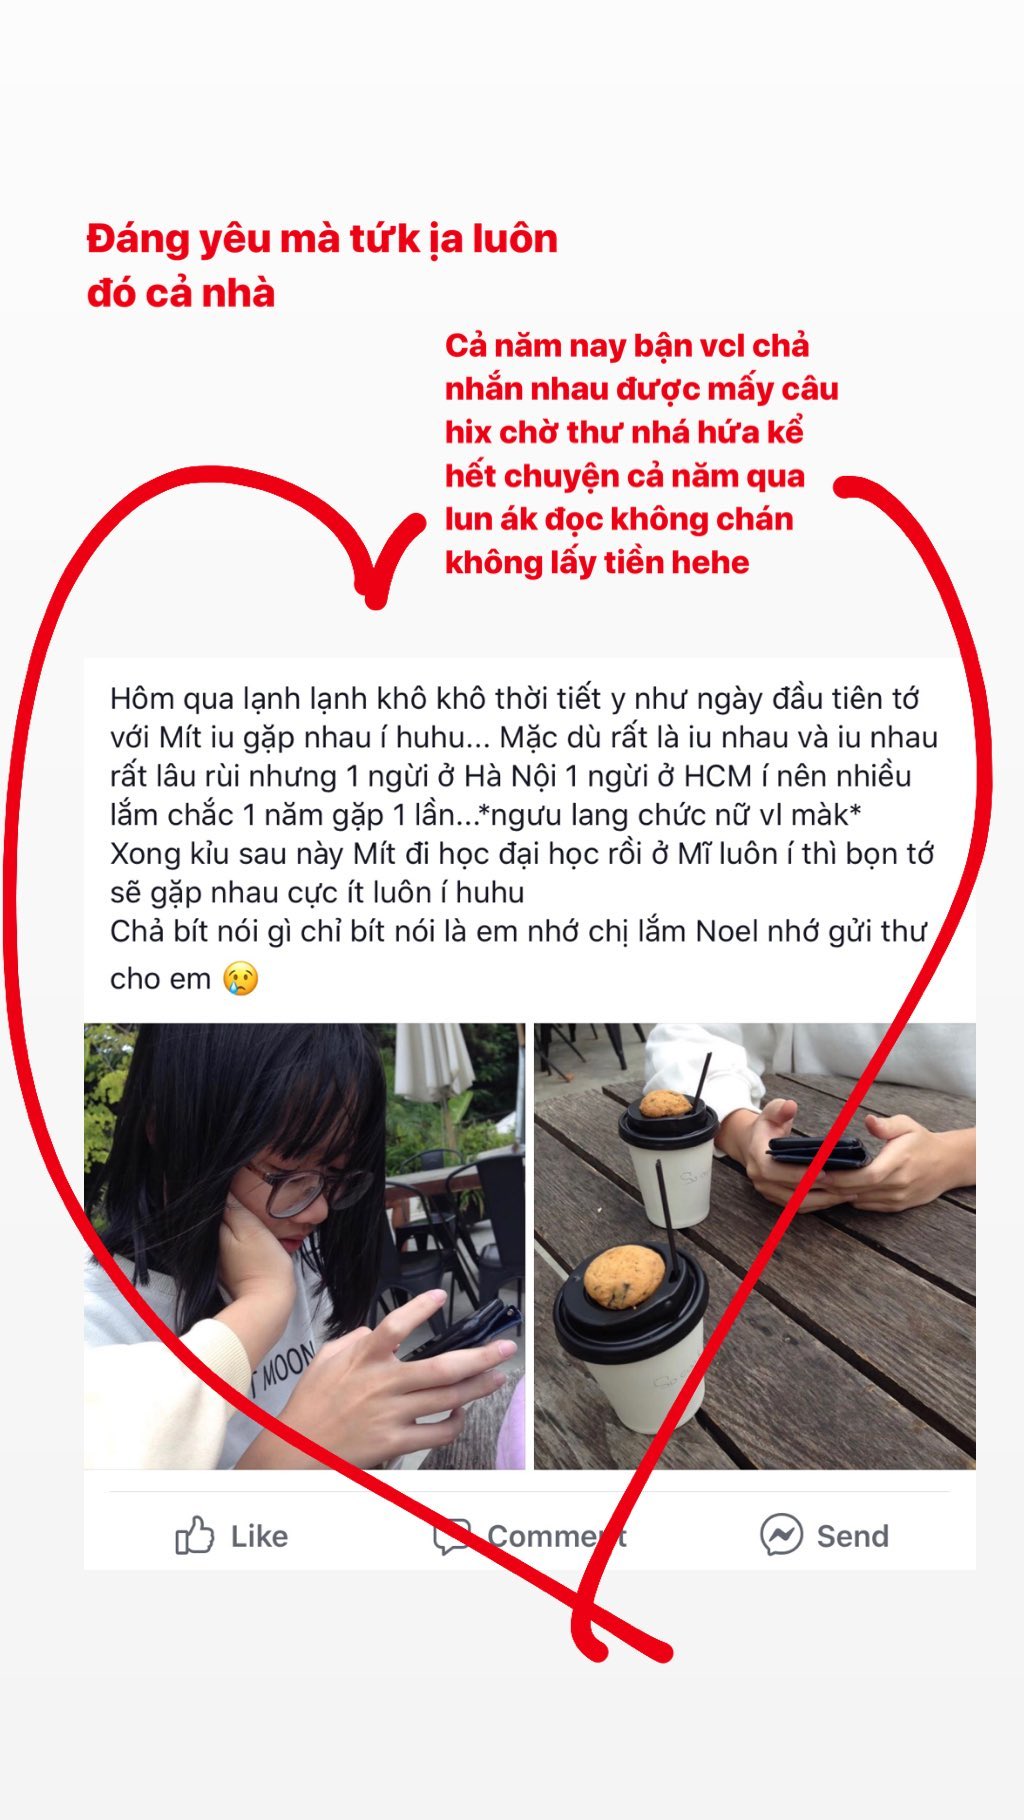 Đáng yêu mà tứk ịa luôn
đó cả nhà
Cả năm nay bận vcl chả
nhắn nhau được mấy câu
hix chờ thư nhá hứa kể
hết chuyện cả năm qua
lun ák đọc không chán
không lấy tiền hehe
Hôm qua lạnh lạnh khô khô thời tiết y như ngày đầu tiên tớ
với Mít iu gặp nhau í huhu... Mặc dù rất là iu nhau và iu nhau
rất lâu rùi nhưng 1 ngừi ở Hà Nội 1 ngừi ở HCM í nên nhiều
lắm chắc 1 năm gặp 1 lần...*ngưu lang chức nữ vl màk*
Xong kỉu sau này Mít đi học đại học rồi ở Mĩ luôn í thì bọn tớ
sẽ gặp nhau cực ít luôn í huhu
Chả bít nói gì chỉ bít nói là em nhớ chị lắm Noel nhớ gửi thư
cho em 😢
T MOON
Like
Comment
Send